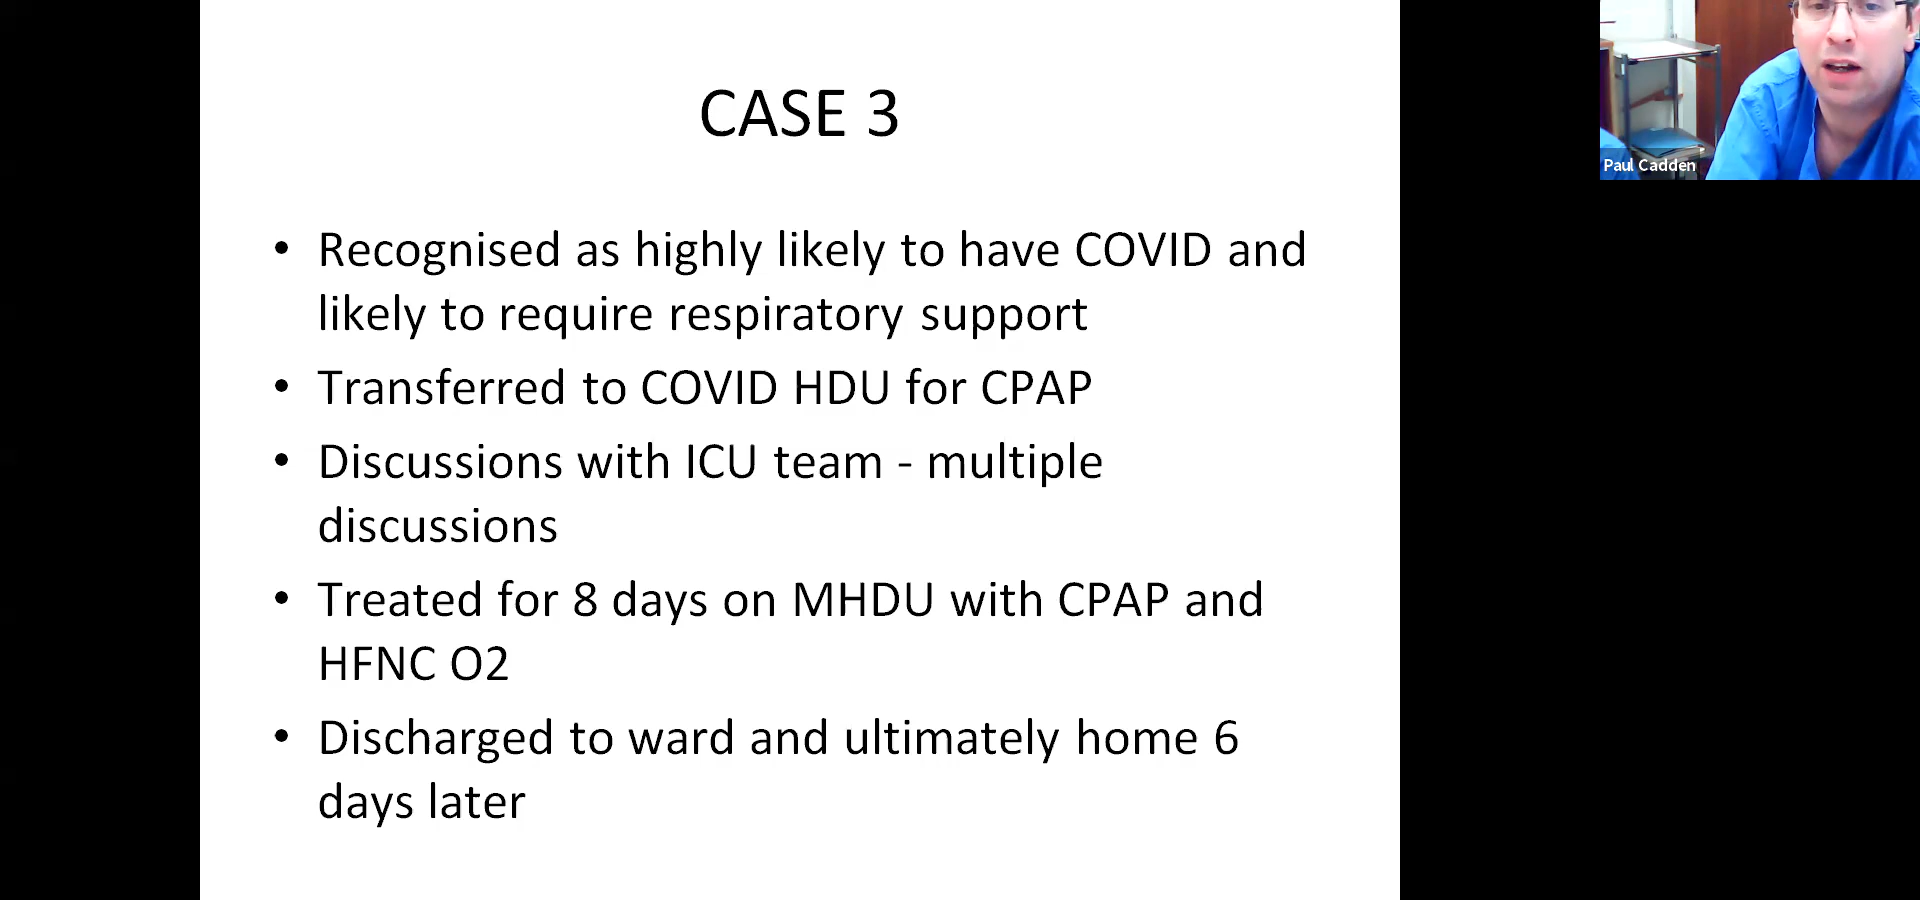 CASE 3
• Recognised as highly likely to have COVID and
likely to require respiratory support
• Transferred to COVID HDU for CPAP
• Discussions with ICU team - multiple
discussions
• Treated for 8 days on MHDU with CPAP and
HFNC O2
• Discharged to ward and ultimately home 6
days later
Paul Cadden